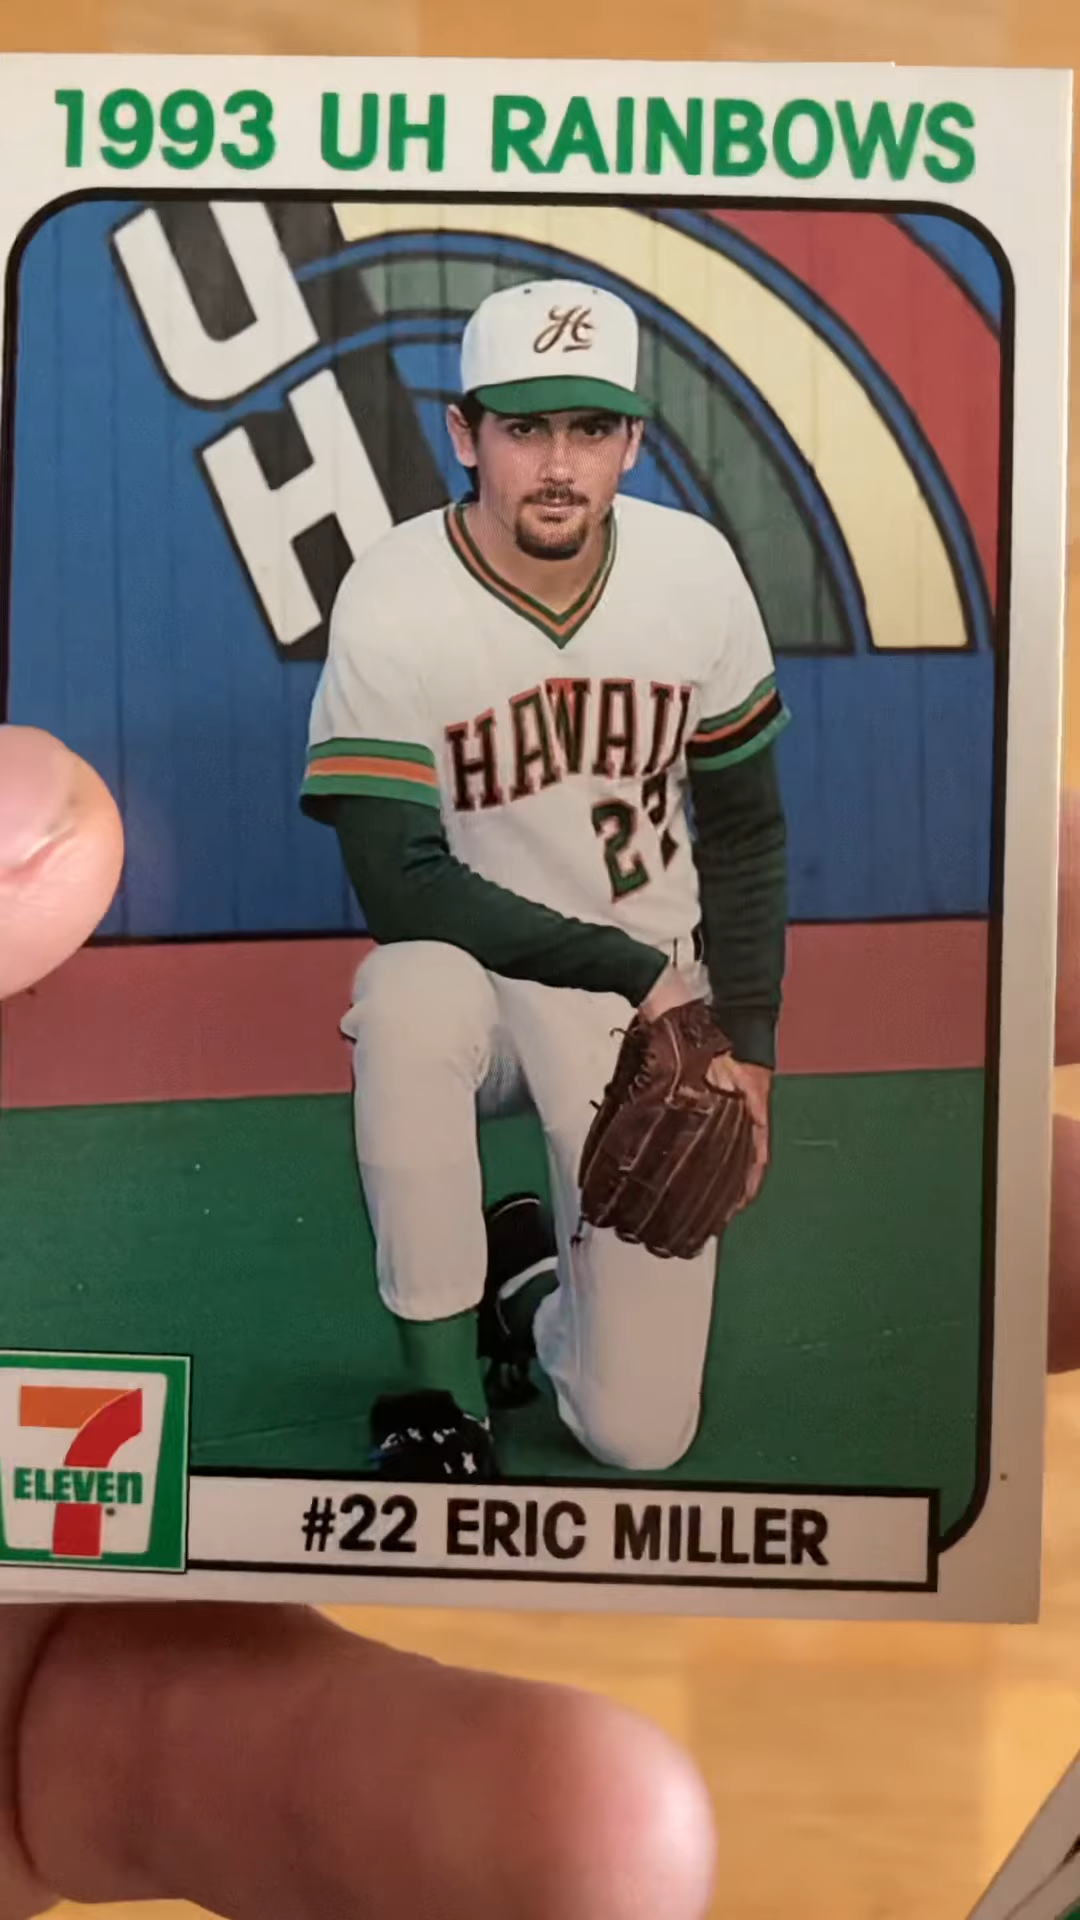 1993 UH RAINBOWS
UH
H
HAWAII
22
7
ELEVEN
#22 ERIC MILLER